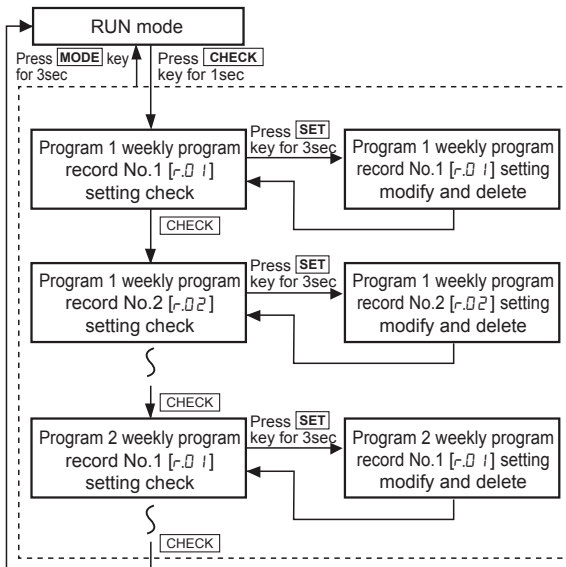 RUN mode
Press MODE key
for 3sec
Press CHECK
key for 1sec
Program 1 weekly program
record No.1 [r.01]
setting check
Press SET
key for 3sec
Program 1 weekly program
record No.1 [r.01] setting
modify and delete
CHECK
Program 1 weekly program
record No.2 [r.02]
setting check
Press SET
key for 3sec
Program 1 weekly program
record No.2 [r.02] setting
modify and delete
CHECK
Program 2 weekly program
record No.1 [r.01]
setting check
Press SET
key for 3sec
Program 2 weekly program
record No.1 [r.01] setting
modify and delete
CHECK